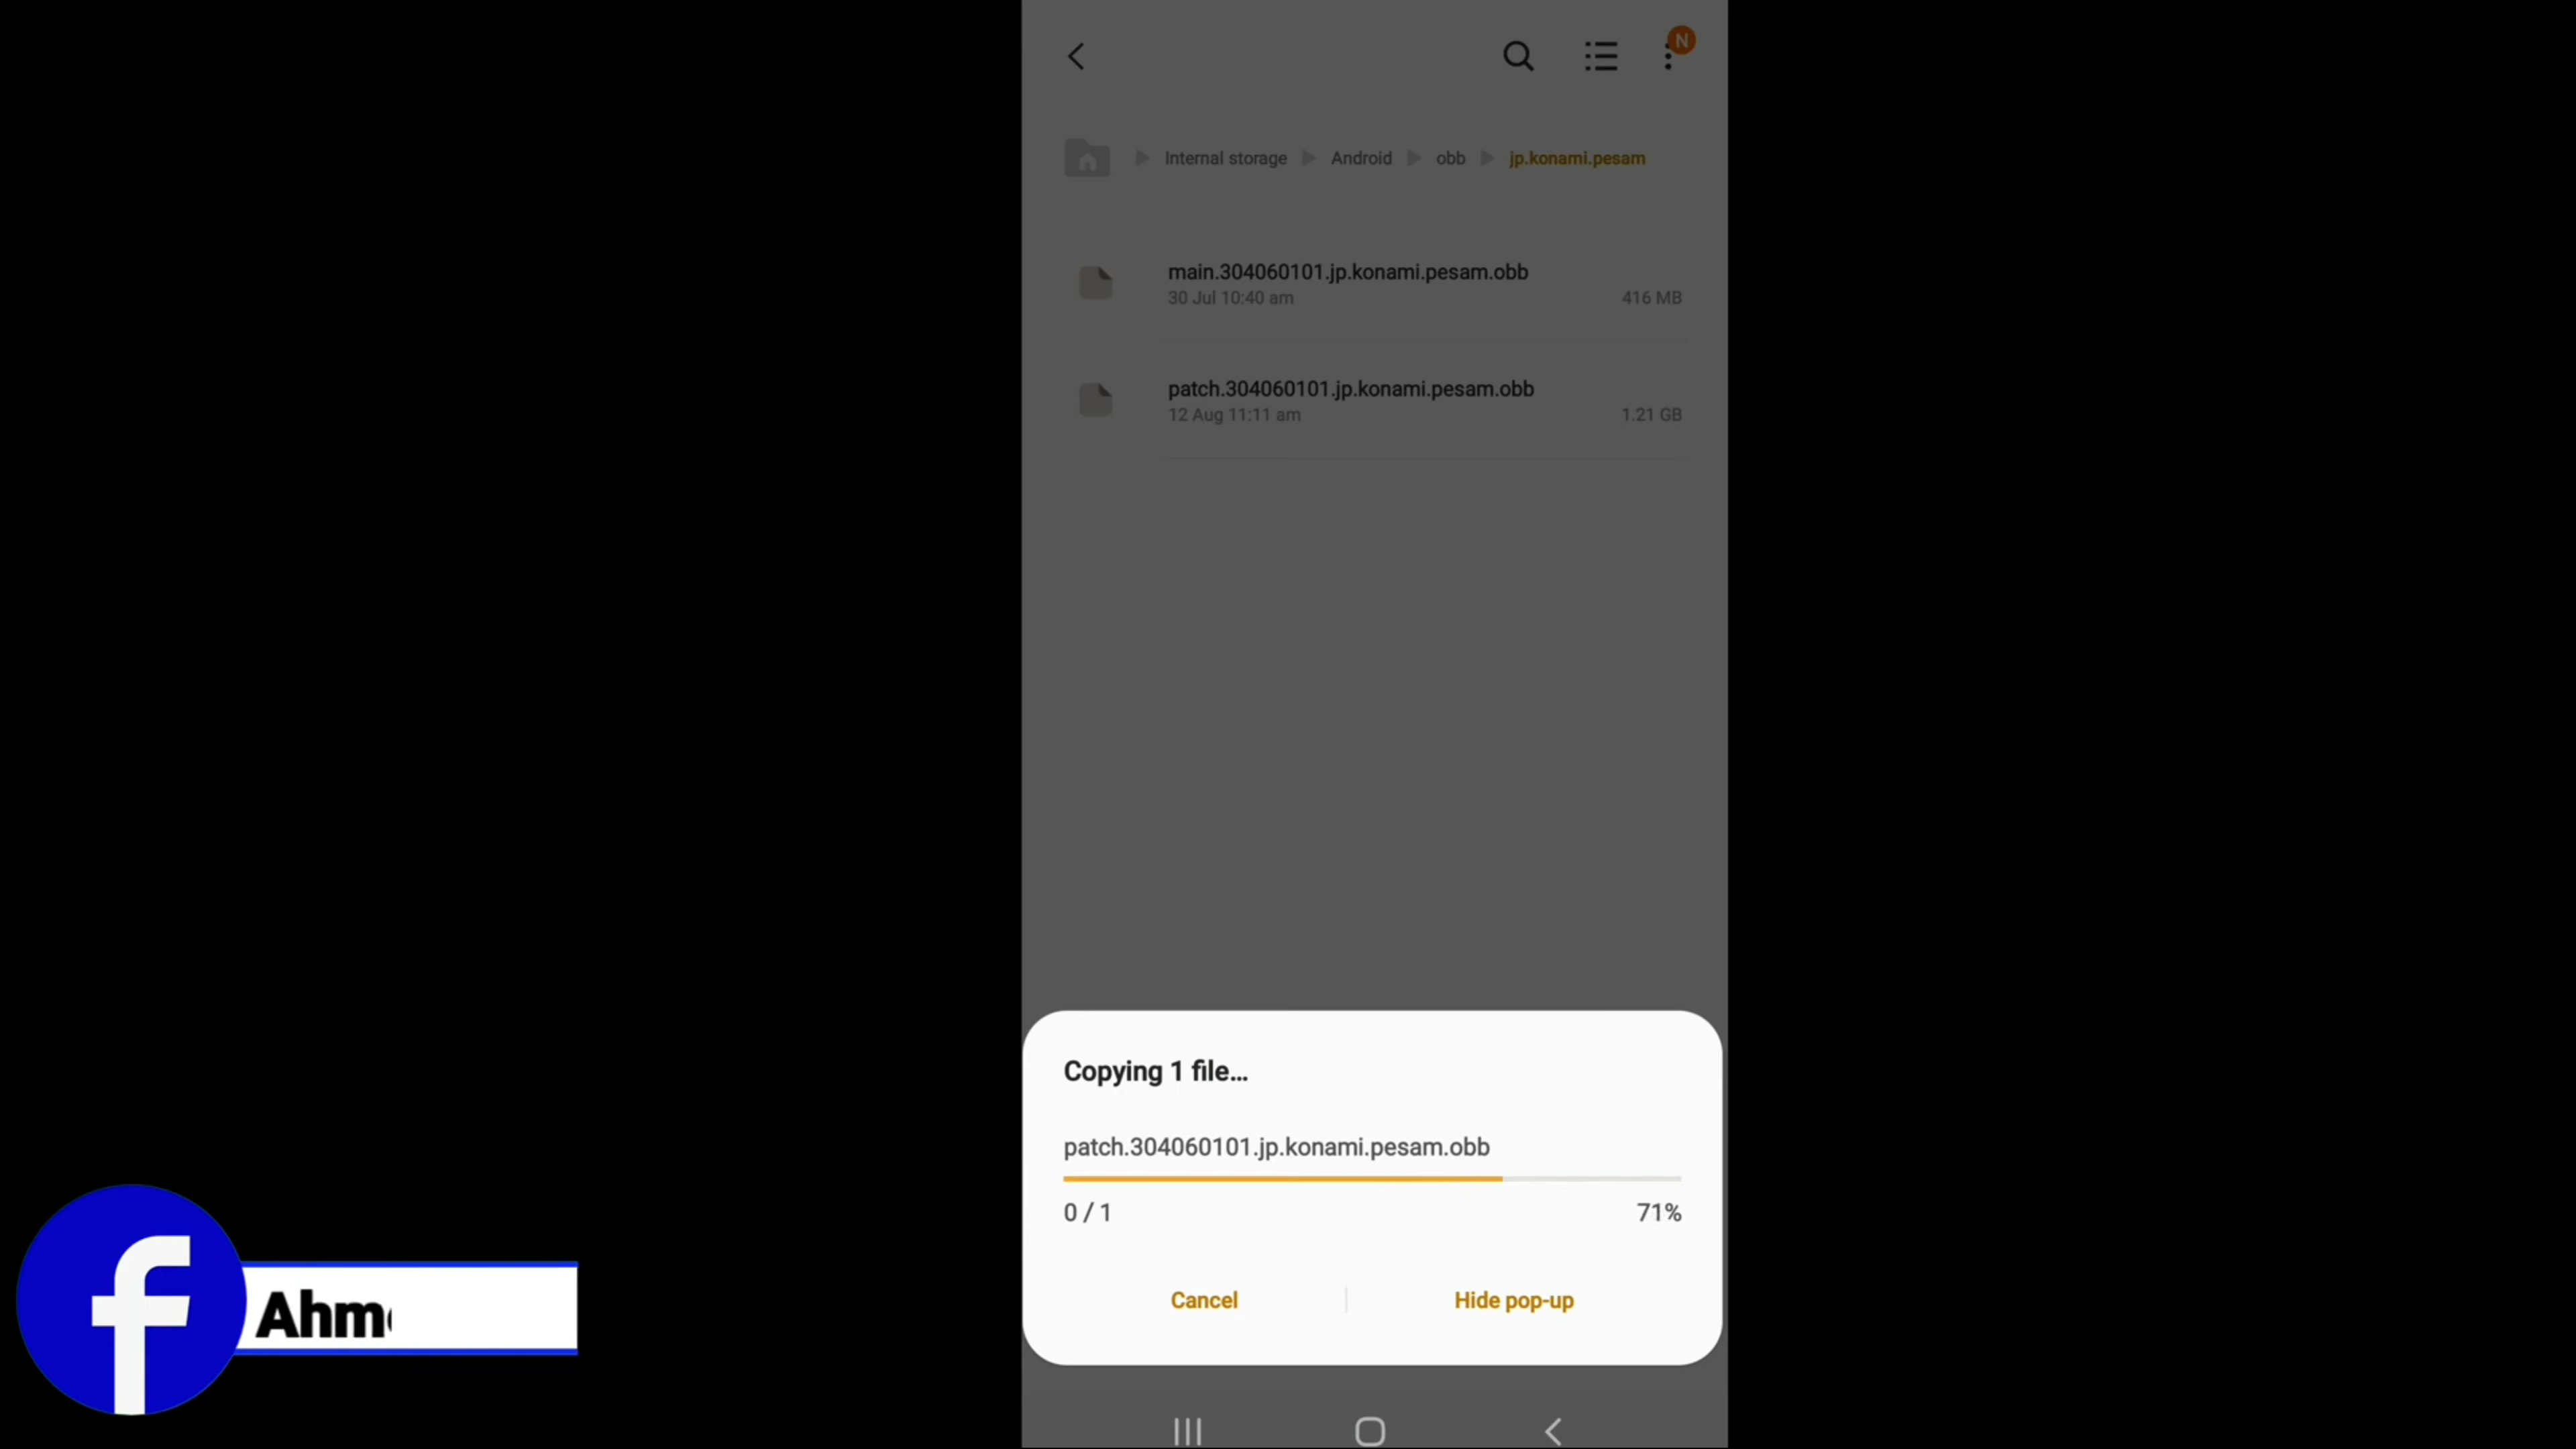 N
Internal storage Android obb jp.konami.pesam
main.304060101.jp.konami.pesam.obb
30 Jul 10:40 am 416 MB
patch.304060101.jp.konami.pesam.obb
12 Aug 11:11 am 1.21 GB
Copying 1 file...
patch.304060101.jp.konami.pesam.obb
0 / 1 71%
Cancel Hide pop-up
f